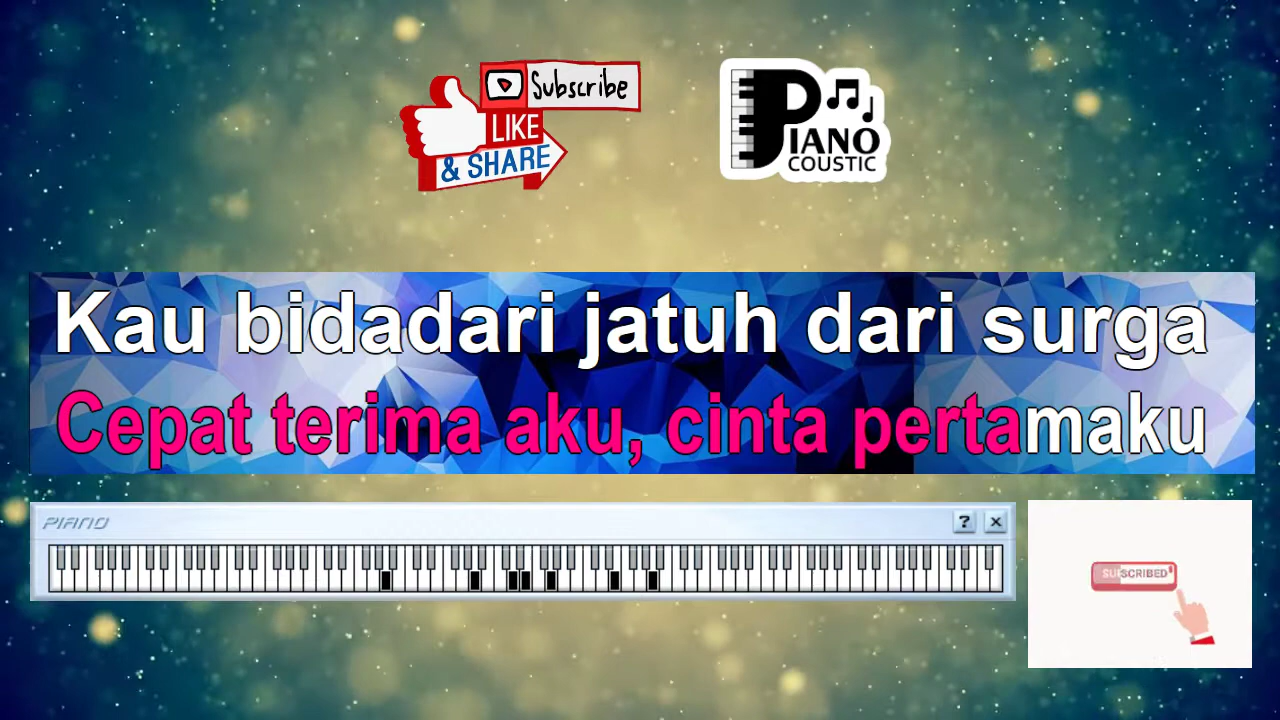 Subscribe
LIKE
& SHARE
PIANO
COUSTIC
Kau bidadari jatuh dari surga
Cepat terima aku, cinta pertamaku
PIANO
? ×
SUBSCRIBED